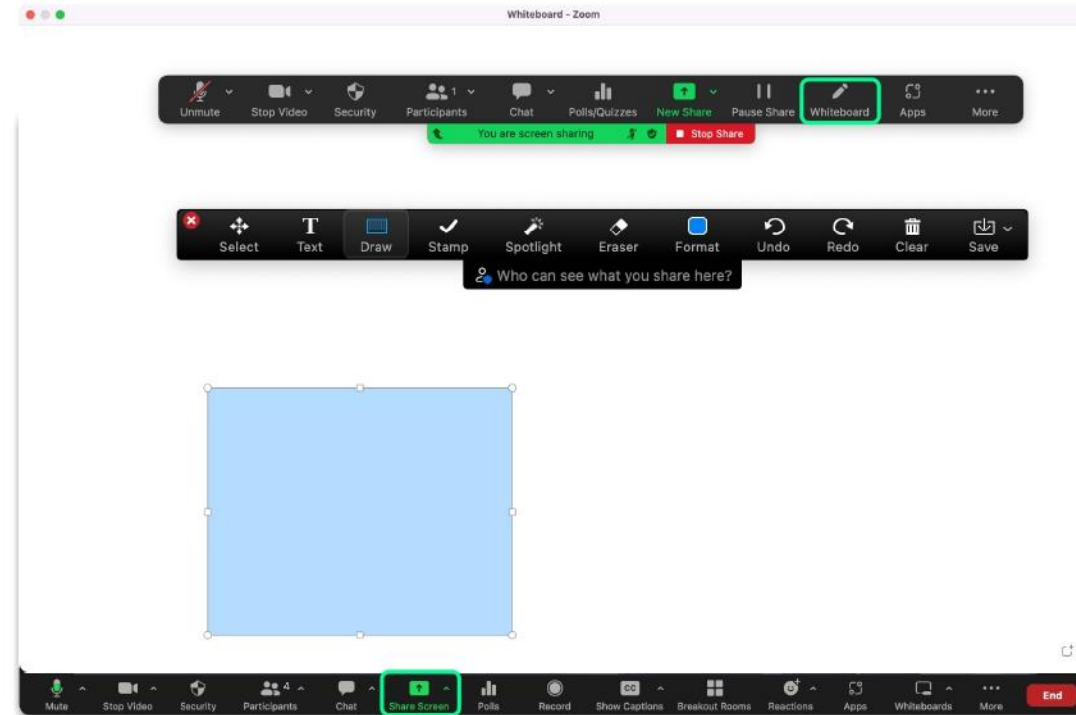 Whiteboard - Zoom
Unmute Stop Video Security Participants 1 Chat Polls/Quizzes New Share Pause Share Whiteboard Apps More
You are screen sharing Stop Share
Select Text Draw Stamp Spotlight Eraser Format Undo Redo Clear Save
Who can see what you share here?
Mute Stop Video Security Participants 4 Chat Share Screen Polls Record CC Show Captions Breakout Rooms Reactions Apps Whiteboards More End